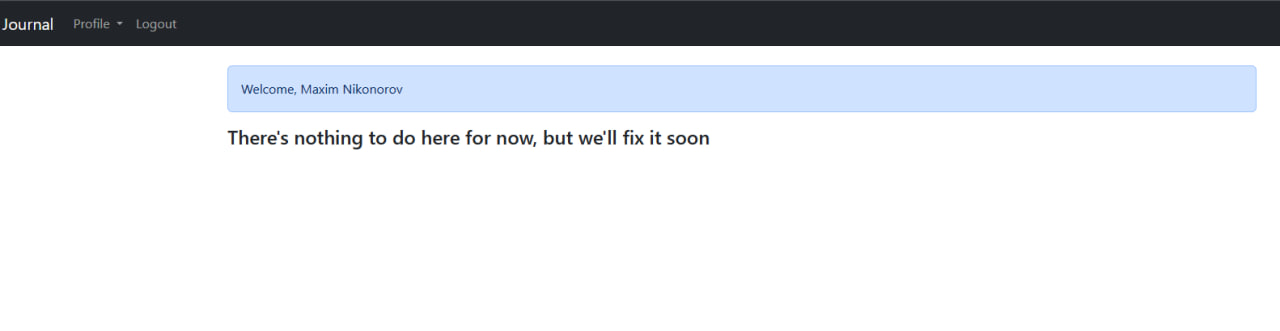 Journal Profile Logout
Welcome, Maxim Nikonorov
There's nothing to do here for now, but we'll fix it soon